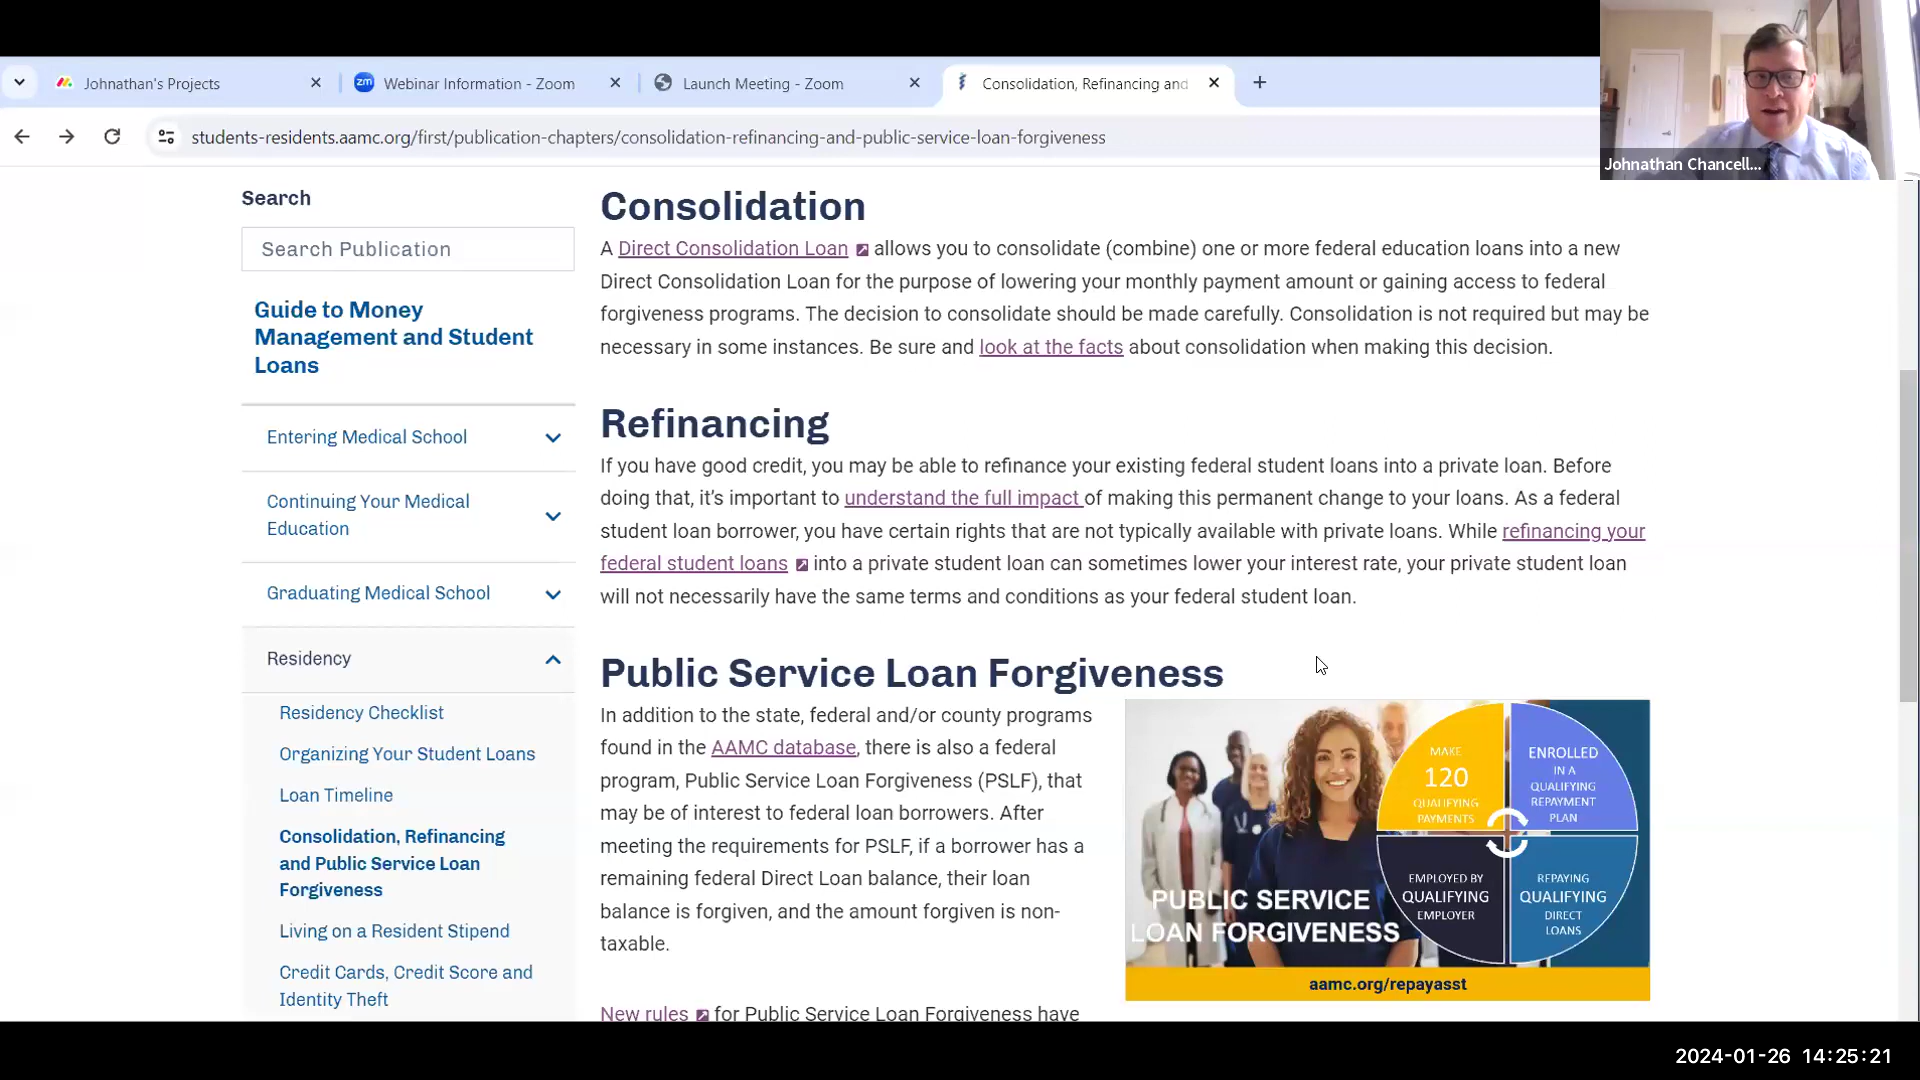 Johnathan's Projects
Webinar Information - Zoom
Launch Meeting - Zoom
Consolidation, Refinancing and
students-residents.aamc.org/first/publication-chapters/consolidation-refinancing-and-public-service-loan-forgiveness
Johnathan Chancell...
Search
Search Publication
Guide to Money
Management and Student
Loans
Entering Medical School
Continuing Your Medical
Education
Graduating Medical School
Residency
Residency Checklist
Organizing Your Student Loans
Loan Timeline
Consolidation, Refinancing
and Public Service Loan
Forgiveness
Living on a Resident Stipend
Credit Cards, Credit Score and
Identity Theft
Consolidation
A Direct Consolidation Loan allows you to consolidate (combine) one or more federal education loans into a new
Direct Consolidation Loan for the purpose of lowering your monthly payment amount or gaining access to federal
forgiveness programs. The decision to consolidate should be made carefully. Consolidation is not required but may be
necessary in some instances. Be sure and look at the facts about consolidation when making this decision.
Refinancing
If you have good credit, you may be able to refinance your existing federal student loans into a private loan. Before
doing that, it's important to understand the full impact of making this permanent change to your loans. As a federal
student loan borrower, you have certain rights that are not typically available with private loans. While refinancing your
federal student loans into a private student loan can sometimes lower your interest rate, your private student loan
will not necessarily have the same terms and conditions as your federal student loan.
Public Service Loan Forgiveness
In addition to the state, federal and/or county programs
found in the AAMC database, there is also a federal
program, Public Service Loan Forgiveness (PSLF), that
may be of interest to federal loan borrowers. After
meeting the requirements for PSLF, if a borrower has a
remaining federal Direct Loan balance, their loan
balance is forgiven, and the amount forgiven is non-
taxable.
New rules for Public Service Loan Forgiveness have
MAKE
120
QUALIFYING
PAYMENTS
ENROLLED
IN A
QUALIFYING
REPAYMENT
PLAN
EMPLOYED BY
QUALIFYING
EMPLOYER
REPAYING
QUALIFYING
DIRECT
LOANS
PUBLIC SERVICE
LOAN FORGIVENESS
aamc.org/repayasst
2024-01-26 14:25:21